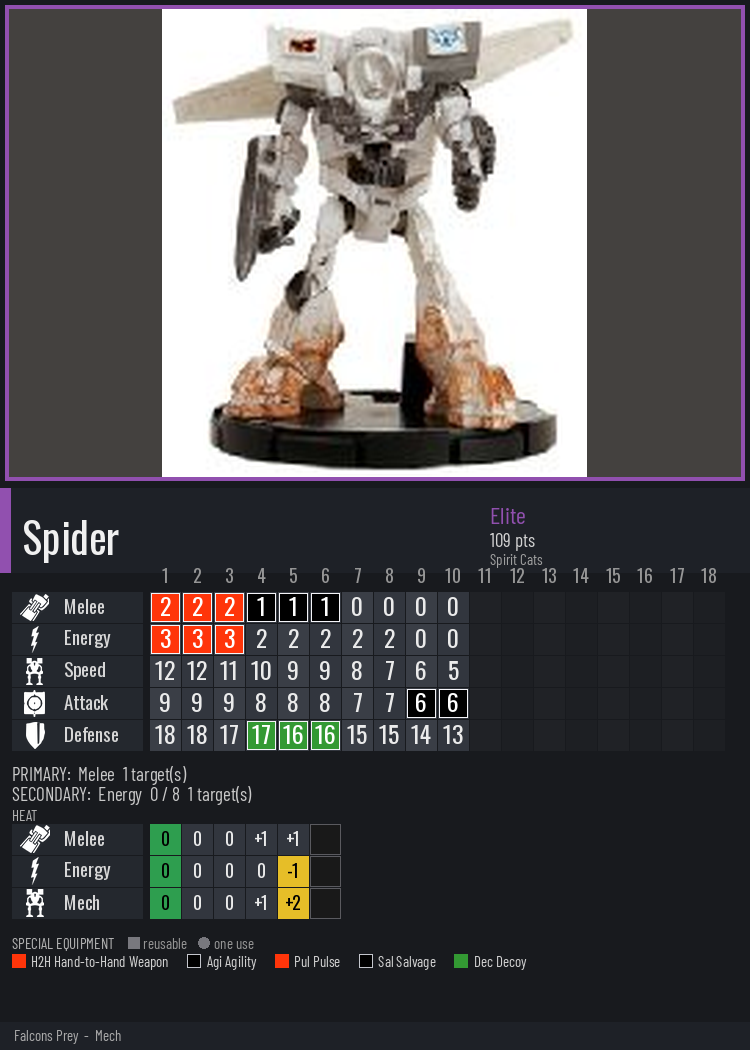 Spider
Elite
109 pts
Spirit Cats
1 2 3 4 5 6 7 8 9 10 11 12 13 14 15 16 17 18
Melee 2 2 2 1 1 1 0 0 0 0
Energy 3 3 3 2 2 2 2 2 0 0
Speed 12 12 11 10 9 9 8 7 6 5
Attack 9 9 9 8 8 8 7 7 6 6
Defense 18 18 17 17 16 16 15 15 14 13
PRIMARY: Melee 1 target(s)
SECONDARY: Energy 0 / 8 1 target(s)
HEAT
Melee 0 0 0 +1 +1
Energy 0 0 0 0 -1
Mech 0 0 0 +1 +2
SPECIAL EQUIPMENT reusable one use
H2H Hand-to-Hand Weapon Agi Agility Pul Pulse Sal Salvage Dec Decoy
Falcons Prey - Mech